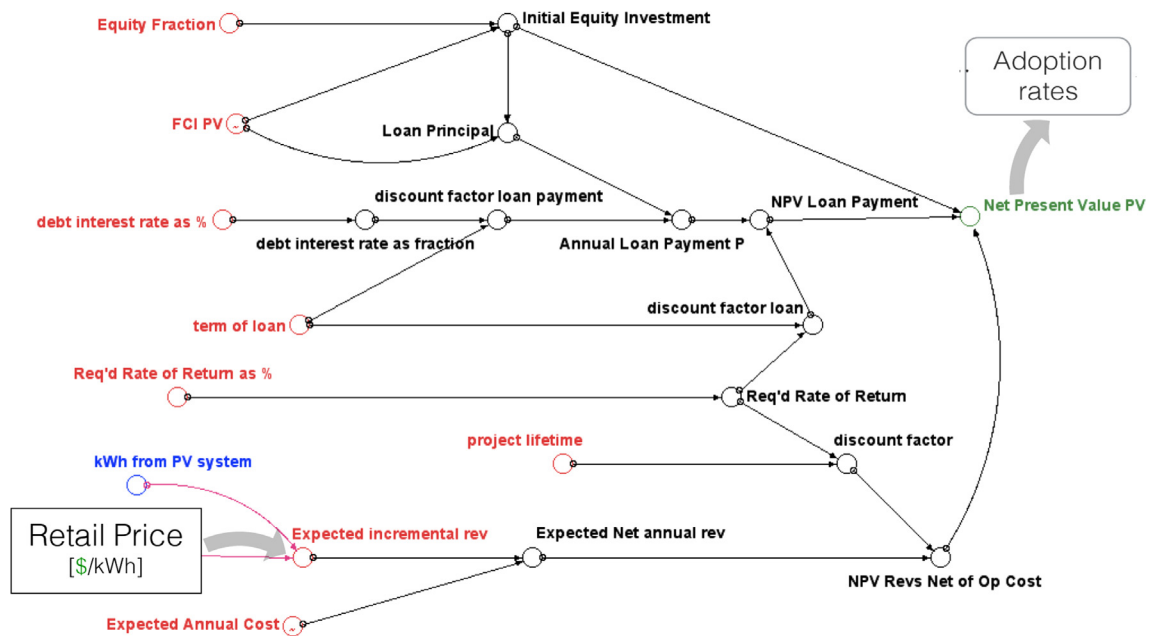 Equity Fraction
Initial Equity Investment
Adoption
rates
FCI PV
Loan Principal
discount factor loan payment
NPV Loan Payment
Net Present Value PV
debt interest rate as %
debt interest rate as fraction
Annual Loan Payment P
discount factor loan
term of loan
Req'd Rate of Return as %
Req'd Rate of Return
project lifetime
discount factor
kWh from PV system
Retail Price
[$/kWh]
Expected incremental rev
Expected Net annual rev
NPV Revs Net of Op Cost
Expected Annual Cost